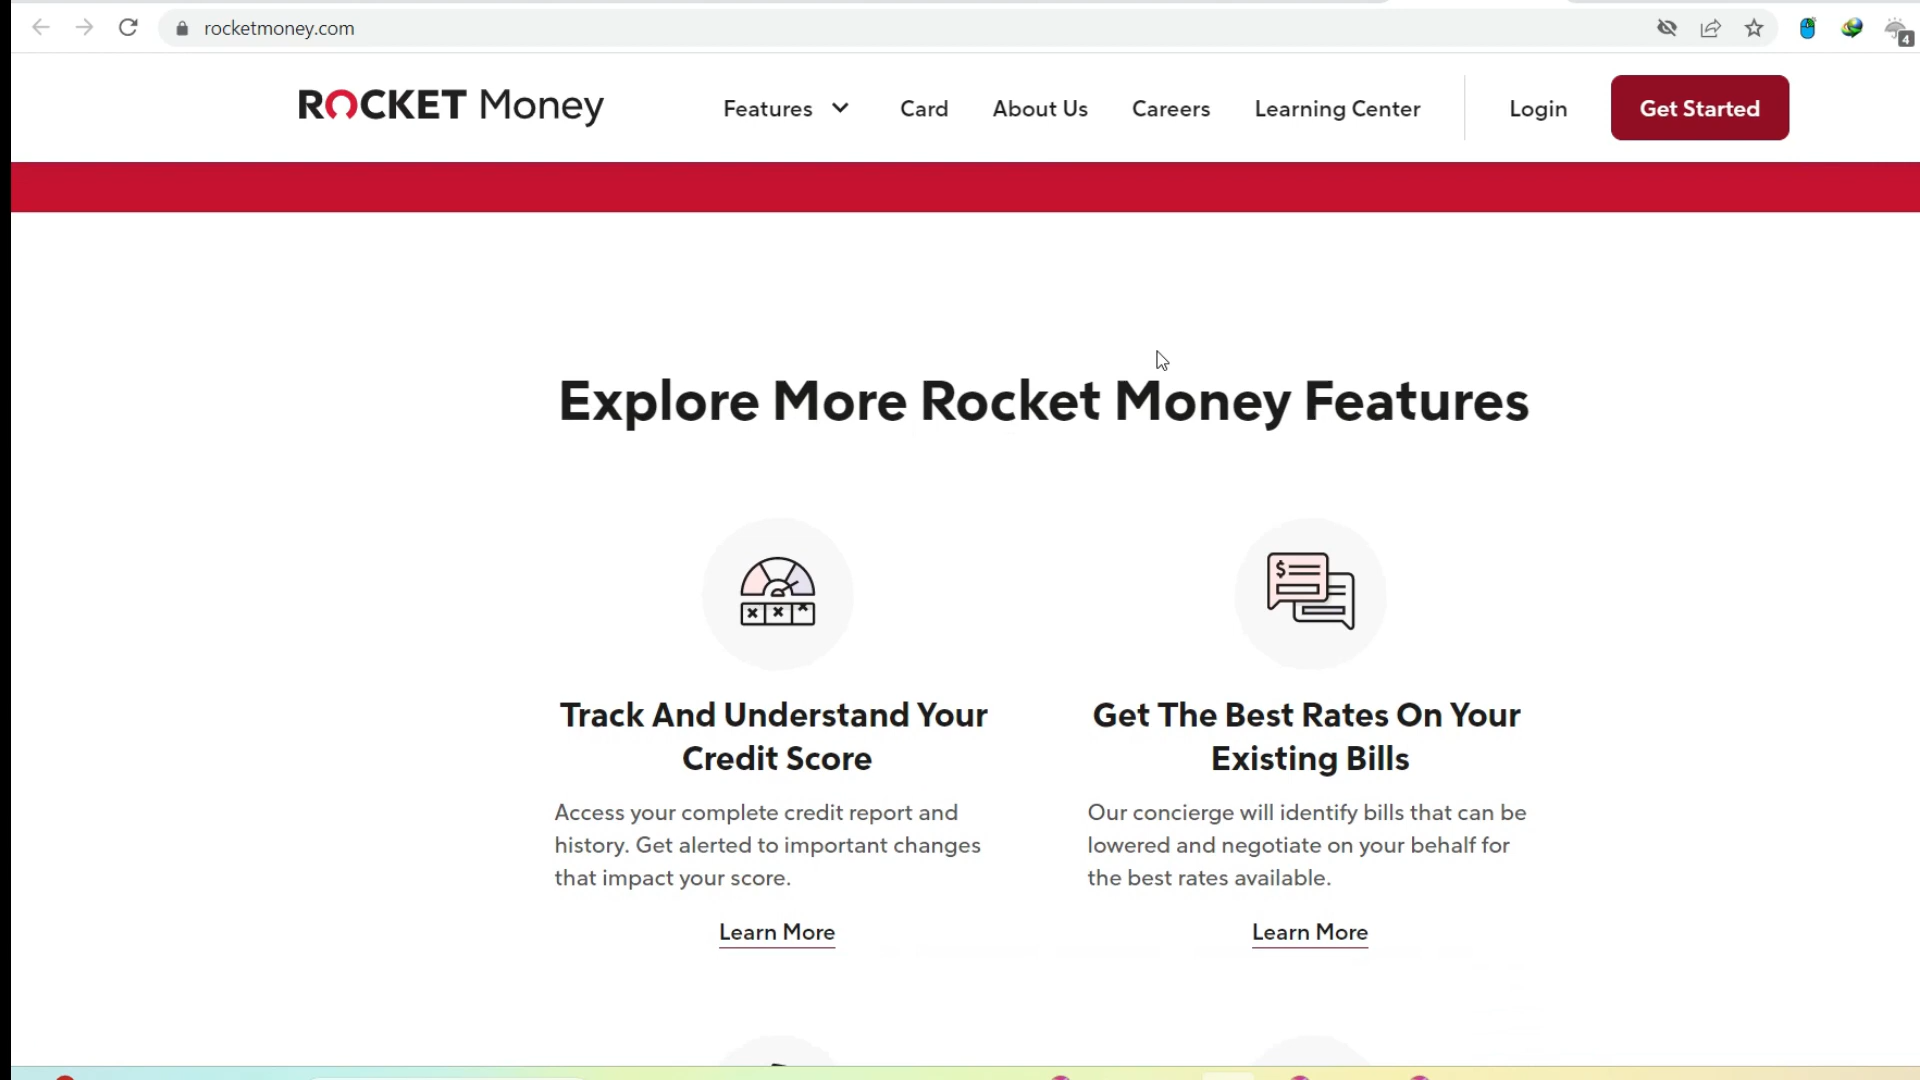 rocketmoney.com
4
ROCKET Money
Features
Card
About Us
Careers
Learning Center
Login
Get Started
Explore More Rocket Money Features
$
Track And Understand Your
Credit Score
Access your complete credit report and
history. Get alerted to important changes
that impact your score.
Learn More
Get The Best Rates On Your
Existing Bills
Our concierge will identify bills that can be
lowered and negotiate on your behalf for
the best rates available.
Learn More